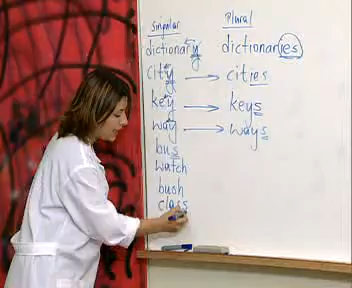 Singular Plural
dictionary dictionaries
city → cities
key → keys
way → ways
bus
watch
bush
class